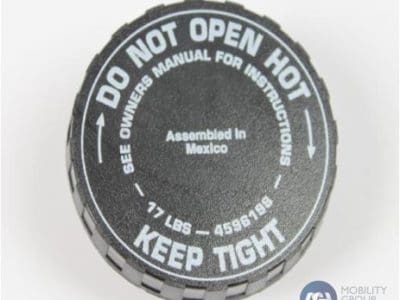 DO NOT OPEN HOT
SEE OWNERS MANUAL FOR INSTRUCTIONS
Assembled in
Mexico
17 LBS — 4596198
KEEP TIGHT
MOBILITY
GROUP